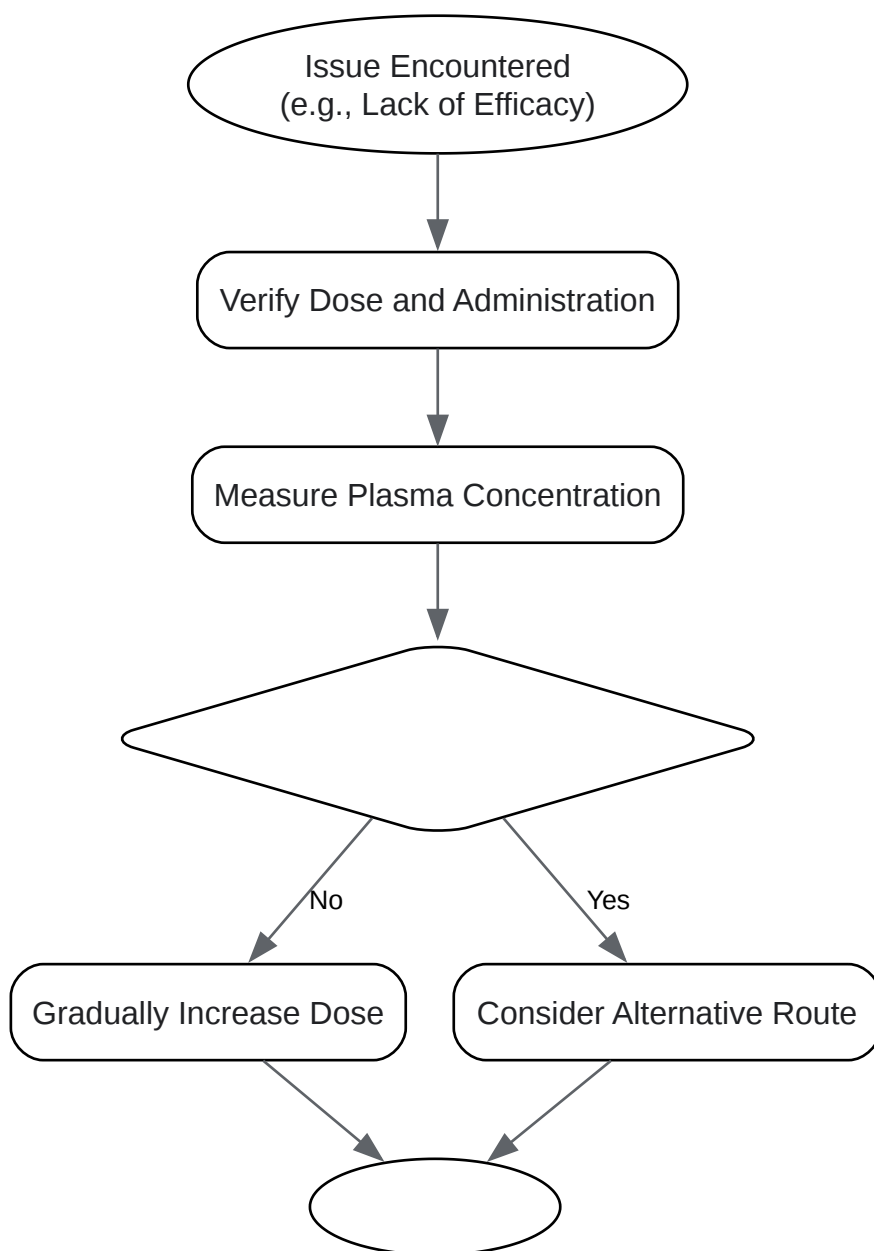 Issue Encountered
(e.g., Lack of Efficacy)
Verify Dose and Administration
Measure Plasma Concentration
No
Yes
Gradually Increase Dose
Consider Alternative Route